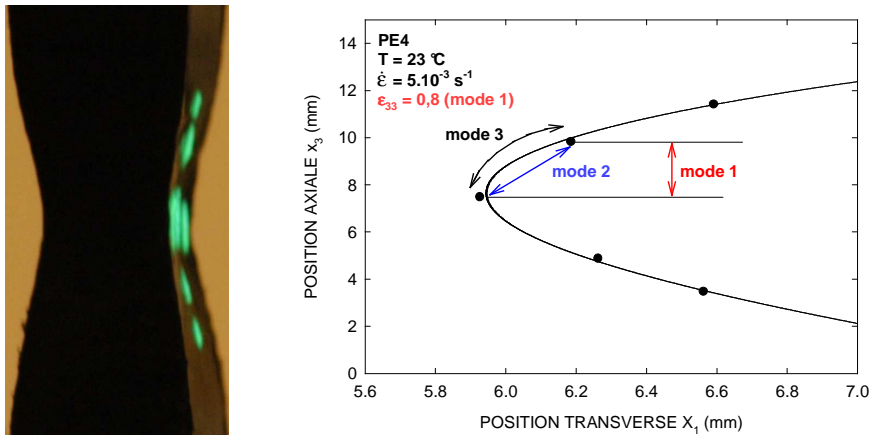 PE4
T = 23 °C
ε̇ = 5.10⁻³ s⁻¹
ε₃₃ = 0,8 (mode 1)
mode 3
mode 2
mode 1
POSITION AXIALE x₃ (mm)
14
12
10
8
6
4
2
0
5.6 5.8 6.0 6.2 6.4 6.6 6.8 7.0
POSITION TRANSVERSE X₁ (mm)